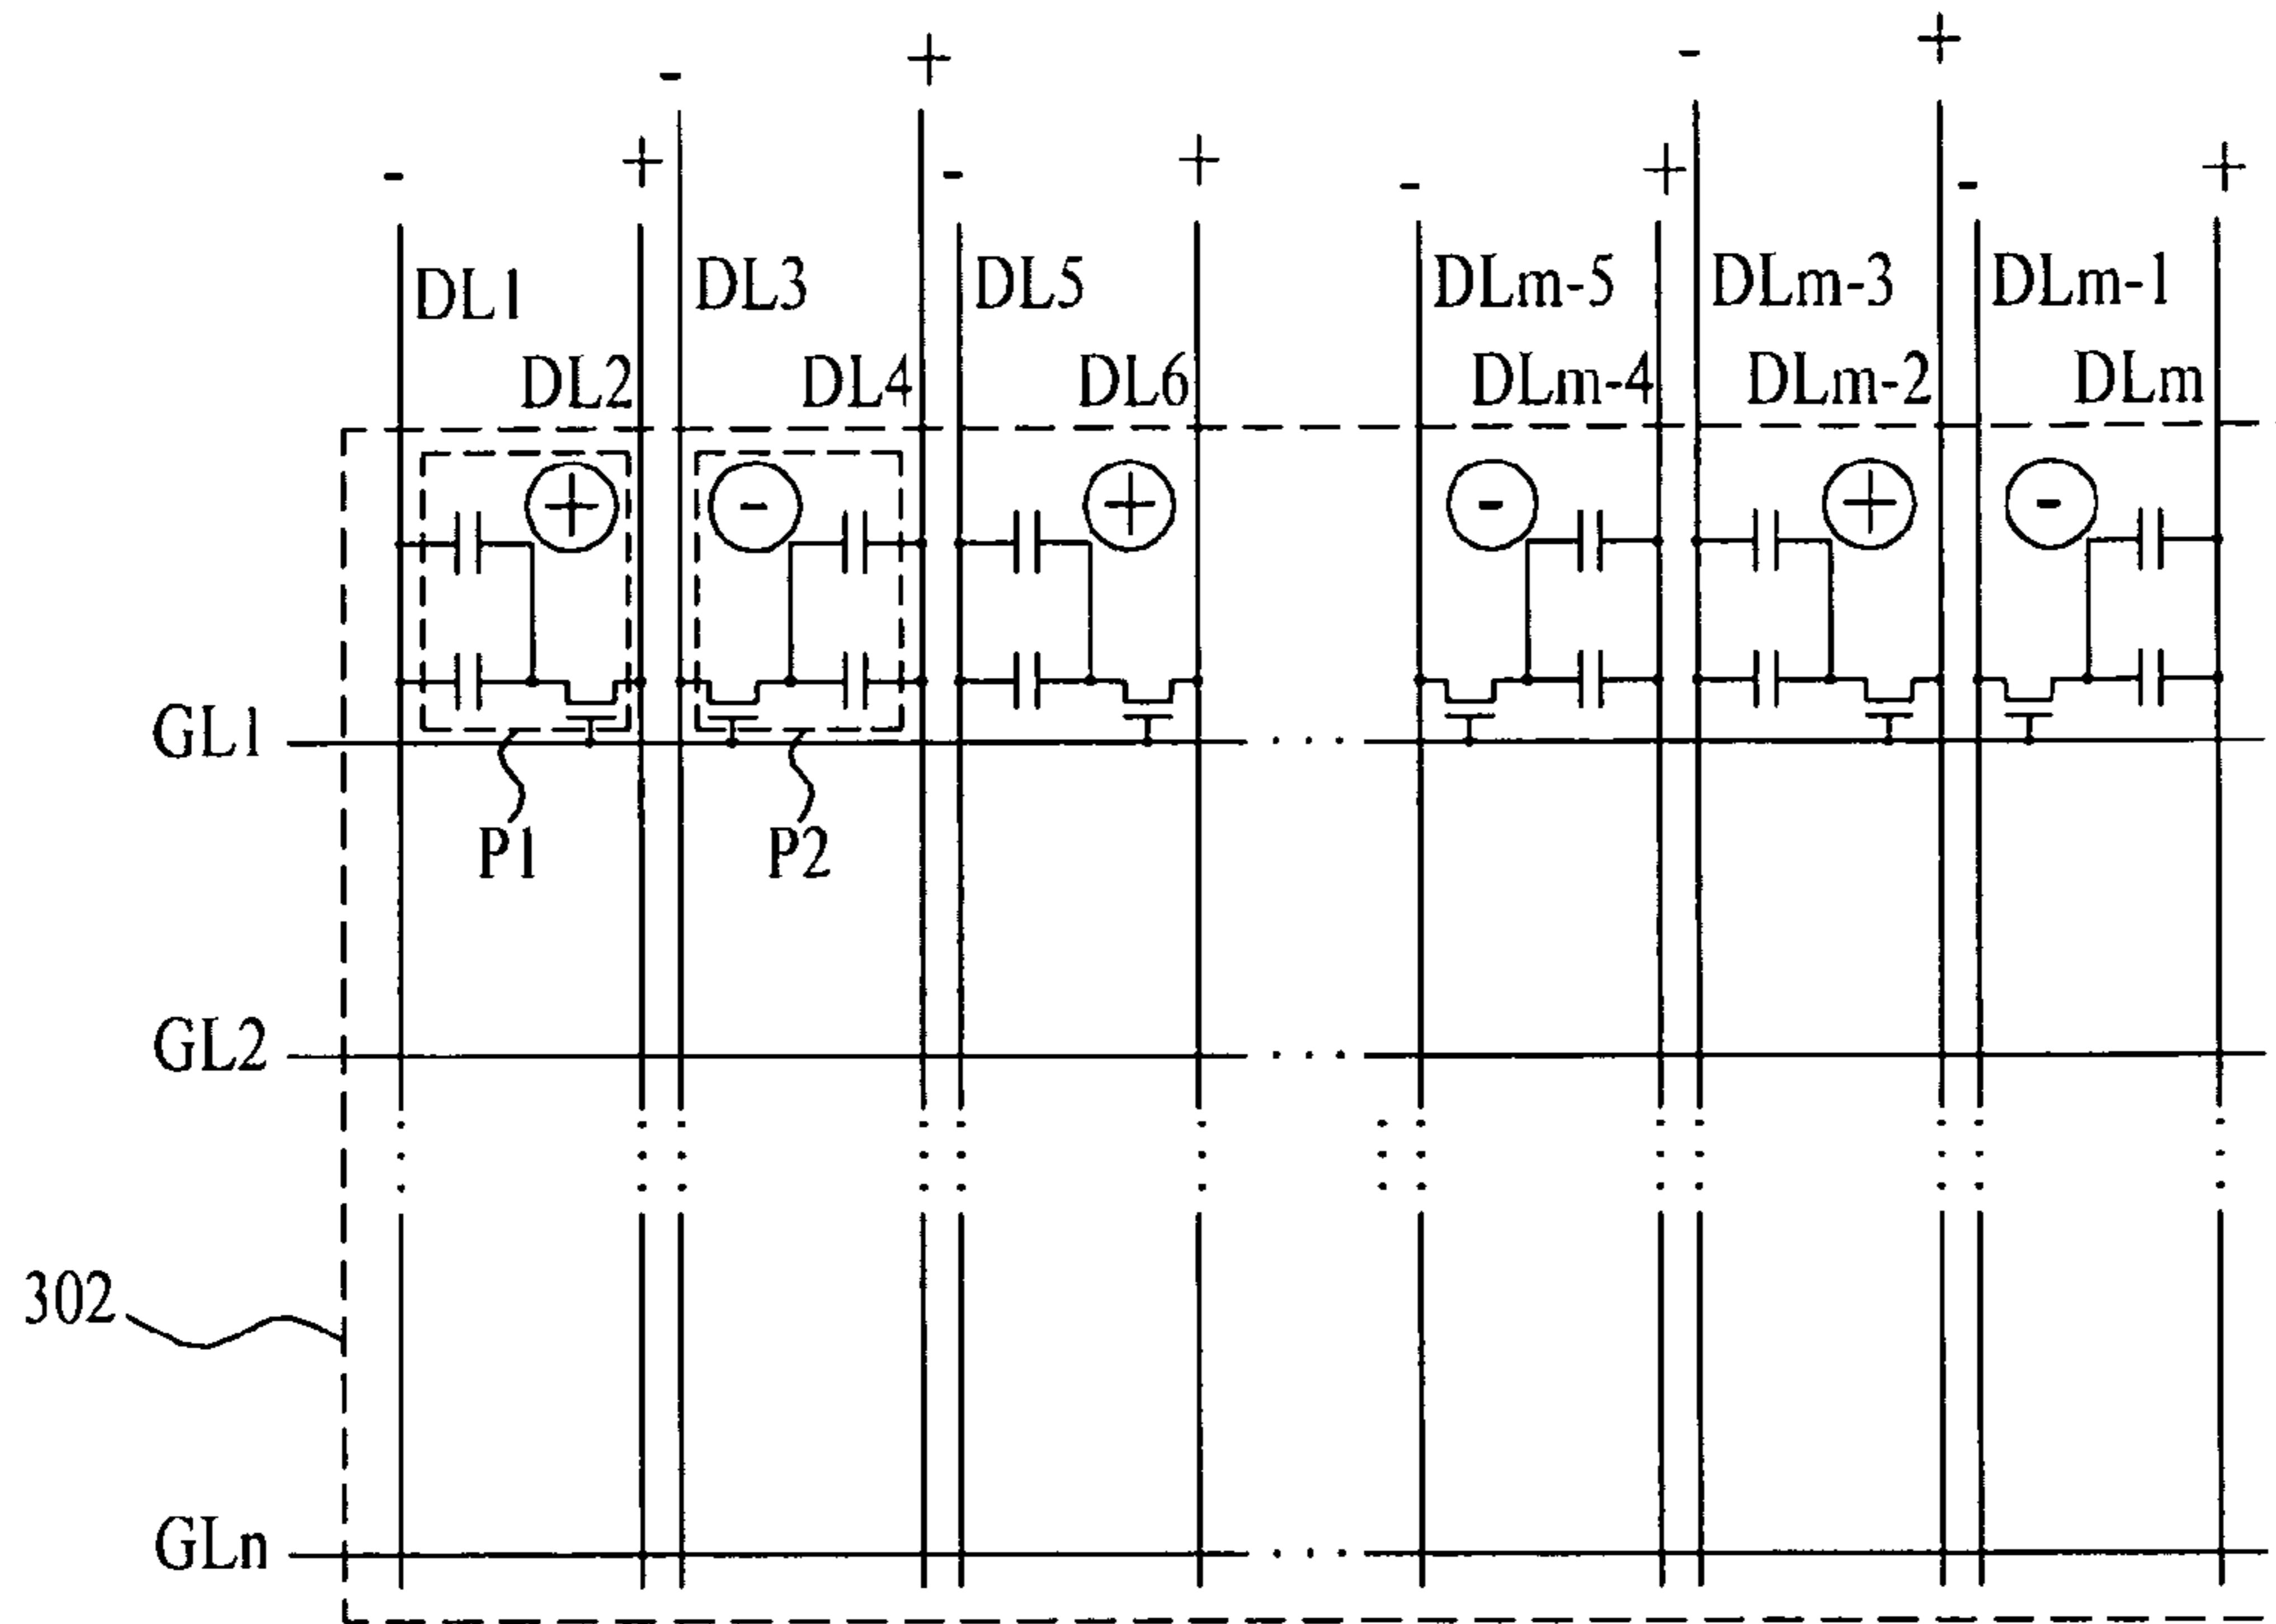 - + - + - +
- + - + - +
DL1 DL3 DL5 DLm-5 DLm-3 DLm-1
DL2 DL4 DL6 DLm-4 DLm-2 DLm
+ - + - + -
GL1
P1 P2
GL2
302
GLn